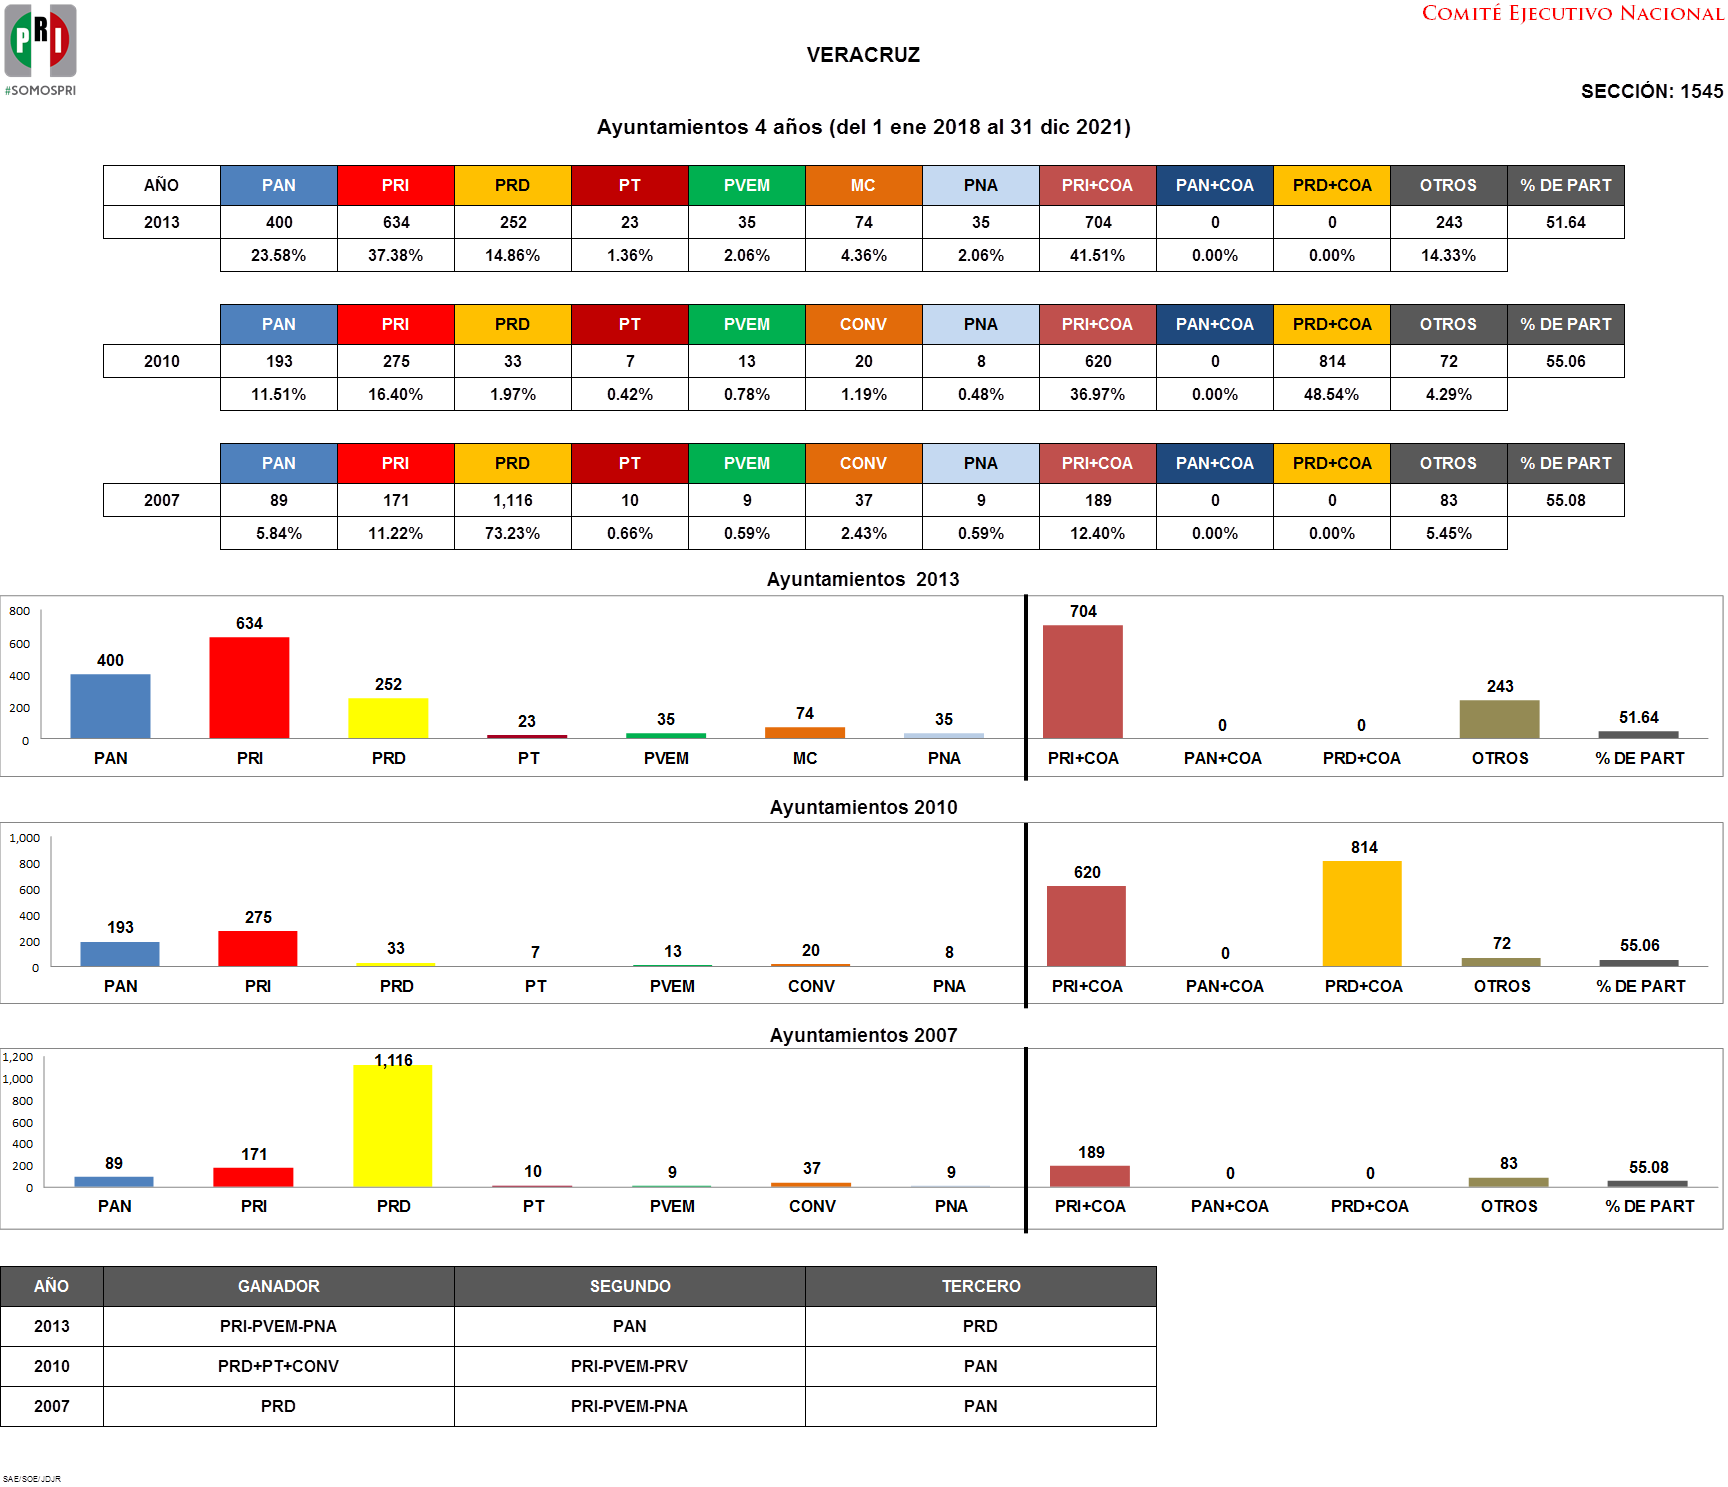 PRI
#SOMOSPRI
COMITÉ EJECUTIVO NACIONAL
VERACRUZ
SECCIÓN: 1545
Ayuntamientos 4 años (del 1 ene 2018 al 31 dic 2021)
AÑO PAN PRI PRD PT PVEM MC PNA PRI+COA PAN+COA PRD+COA OTROS % DE PART
2013 400 634 252 23 35 74 35 704 0 0 243 51.64
23.58% 37.38% 14.86% 1.36% 2.06% 4.36% 2.06% 41.51% 0.00% 0.00% 14.33%
PAN PRI PRD PT PVEM CONV PNA PRI+COA PAN+COA PRD+COA OTROS % DE PART
2010 193 275 33 7 13 20 8 620 0 814 72 55.06
11.51% 16.40% 1.97% 0.42% 0.78% 1.19% 0.48% 36.97% 0.00% 48.54% 4.29%
PAN PRI PRD PT PVEM CONV PNA PRI+COA PAN+COA PRD+COA OTROS % DE PART
2007 89 171 1,116 10 9 37 9 189 0 0 83 55.08
5.84% 11.22% 73.23% 0.66% 0.59% 2.43% 0.59% 12.40% 0.00% 0.00% 5.45%
Ayuntamientos 2013
800
600
400
200
0
400 634 252 23 35 74 35 704 0 0 243 51.64
PAN PRI PRD PT PVEM MC PNA PRI+COA PAN+COA PRD+COA OTROS % DE PART
Ayuntamientos 2010
1,000
800
600
400
200
0
193 275 33 7 13 20 8 620 0 814 72 55.06
PAN PRI PRD PT PVEM CONV PNA PRI+COA PAN+COA PRD+COA OTROS % DE PART
Ayuntamientos 2007
1,200
1,000
800
600
400
200
0
89 171 1,116 10 9 37 9 189 0 0 83 55.08
PAN PRI PRD PT PVEM CONV PNA PRI+COA PAN+COA PRD+COA OTROS % DE PART
AÑO GANADOR SEGUNDO TERCERO
2013 PRI-PVEM-PNA PAN PRD
2010 PRD+PT+CONV PRI-PVEM-PRV PAN
2007 PRD PRI-PVEM-PNA PAN
SAE/SOE/JDJR